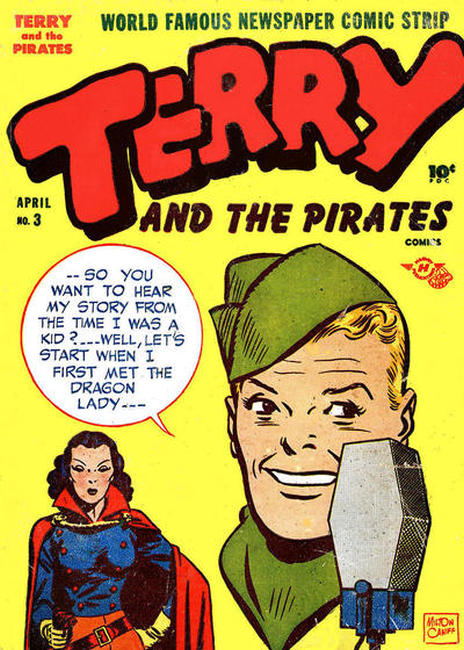 TERRY
and the
PIRATES
WORLD FAMOUS NEWSPAPER COMIC STRIP
TERRY
10¢
P D C
APRIL
NO. 3
AND THE PIRATES
COMICS
H
-- SO YOU
WANT TO HEAR
MY STORY FROM
THE TIME I WAS A
KID?___WELL, LET'S
START WHEN I
FIRST MET THE
DRAGON
LADY---
MILTON
CANIFF